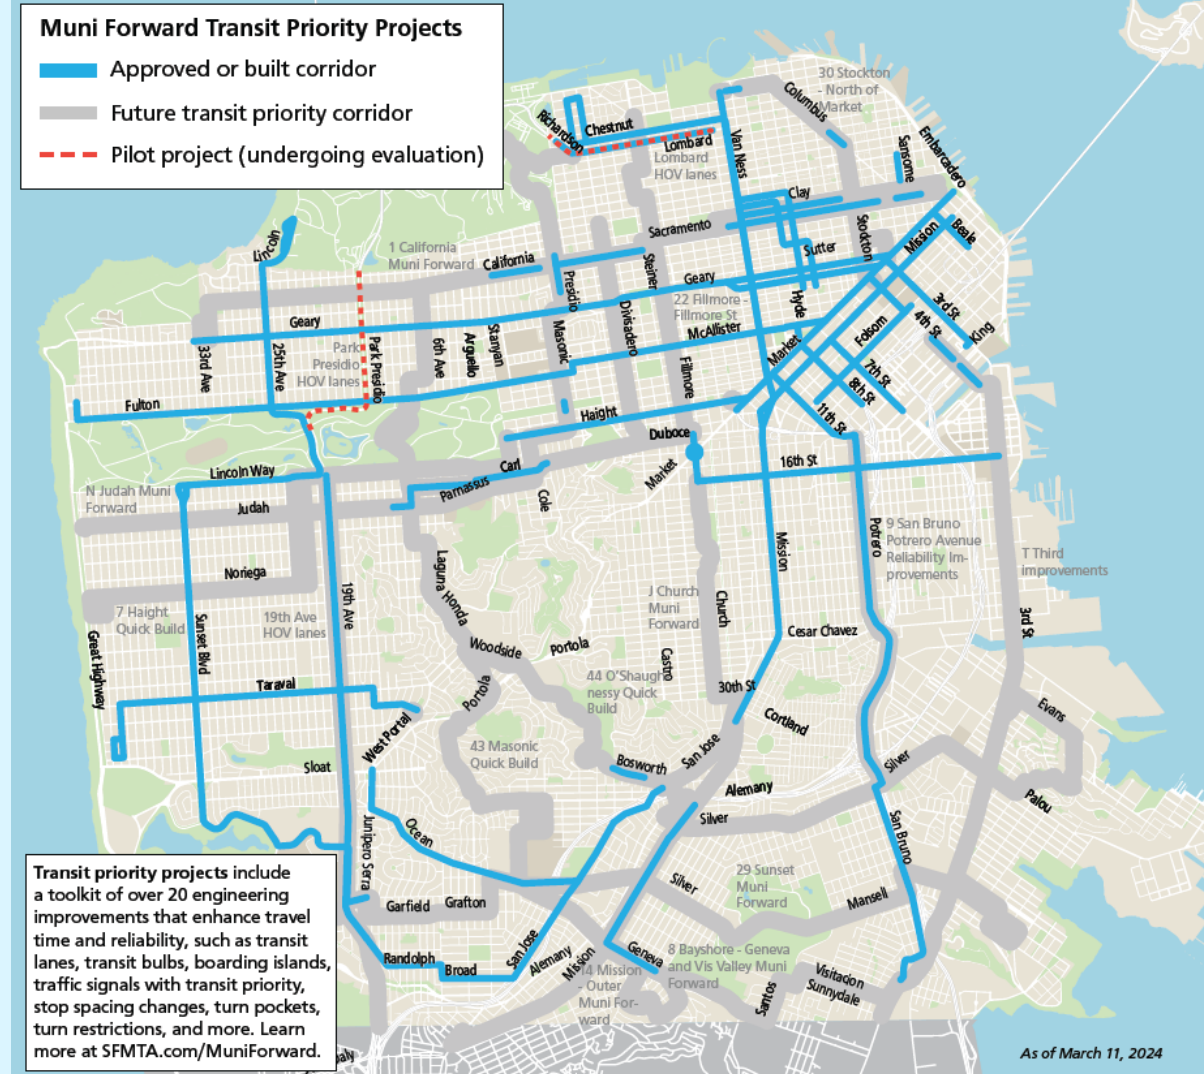 Muni Forward Transit Priority Projects
Approved or built corridor
Future transit priority corridor
Pilot project (undergoing evaluation)
30 Stockton
- North of
Market
Columbus
Richardson
Chestnut
Lombard
Lombard
HOV lanes
Van Ness
Sansome
Embarcadero
Clay
Lincoln
1 California
Muni Forward
California
Sacramento
Stockton
Mission
Beale
Sutter
Presidio
Steiner
Geary
22 Fillmore -
Fillmore St
Hyde
3rd St
Geary
Stanyan
Masonic
Divisadero
McAllister
Market
Folsom
4th St
King
33rd Ave
25th Ave
Park
Presidio
HOV lanes
Park Presidio
6th Ave
Arguello
Fillmore
7th St
8th St
Fulton
Haight
11th St
Duboce
Lincoln Way
Carl
Market
16th St
N Judah Muni
Forward
Judah
Parnassus
Cole
Potrero
9 San Bruno
Potrero Avenue
Reliability Im-
provements
T Third
improvements
Mission
Noriega
Laguna Honda
J Church
Muni
Forward
Church
7 Haight
Quick Build
19th Ave
HOV lanes
19th Ave
3rd St
Great Highway
Sunset Blvd
Woodside
Portola
Castro
Cesar Chavez
Taraval
Portola
44 O'Shaugh
nessy Quick
Build
30th St
Evans
West Portal
Cortland
43 Masonic
Quick Build
San Jose
Sloat
Bosworth
Silver
Alemany
Palou
Junipero Serra
Ocean
Silver
San Bruno
Silver
29 Sunset
Muni
Forward
Mansell
Garfield
Grafton
Randolph
Broad
San Jose
Alemany
Mission
Geneva
8 Bayshore - Geneva
and Vis Valley Muni
Forward
14 Mission
- Outer
Muni For-
ward
Santos
Visitacion
Sunnydale
Transit priority projects include
a toolkit of over 20 engineering
improvements that enhance travel
time and reliability, such as transit
lanes, transit bulbs, boarding islands,
traffic signals with transit priority,
stop spacing changes, turn pockets,
turn restrictions, and more. Learn
more at SFMTA.com/MuniForward.
As of March 11, 2024